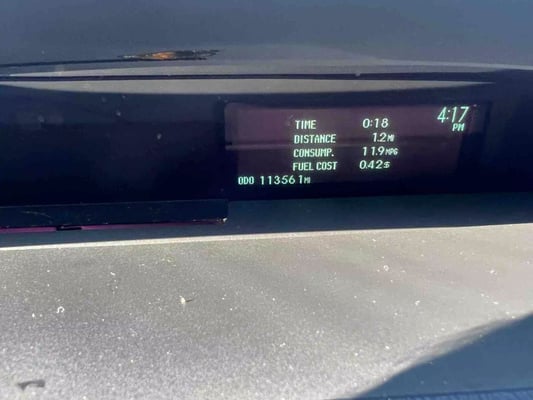 TIME 0:18 4:17
PM
DISTANCE 1.2 MI
CONSUMP. 11.9 MPG
FUEL COST 0.42 $
ODO 113561 MI